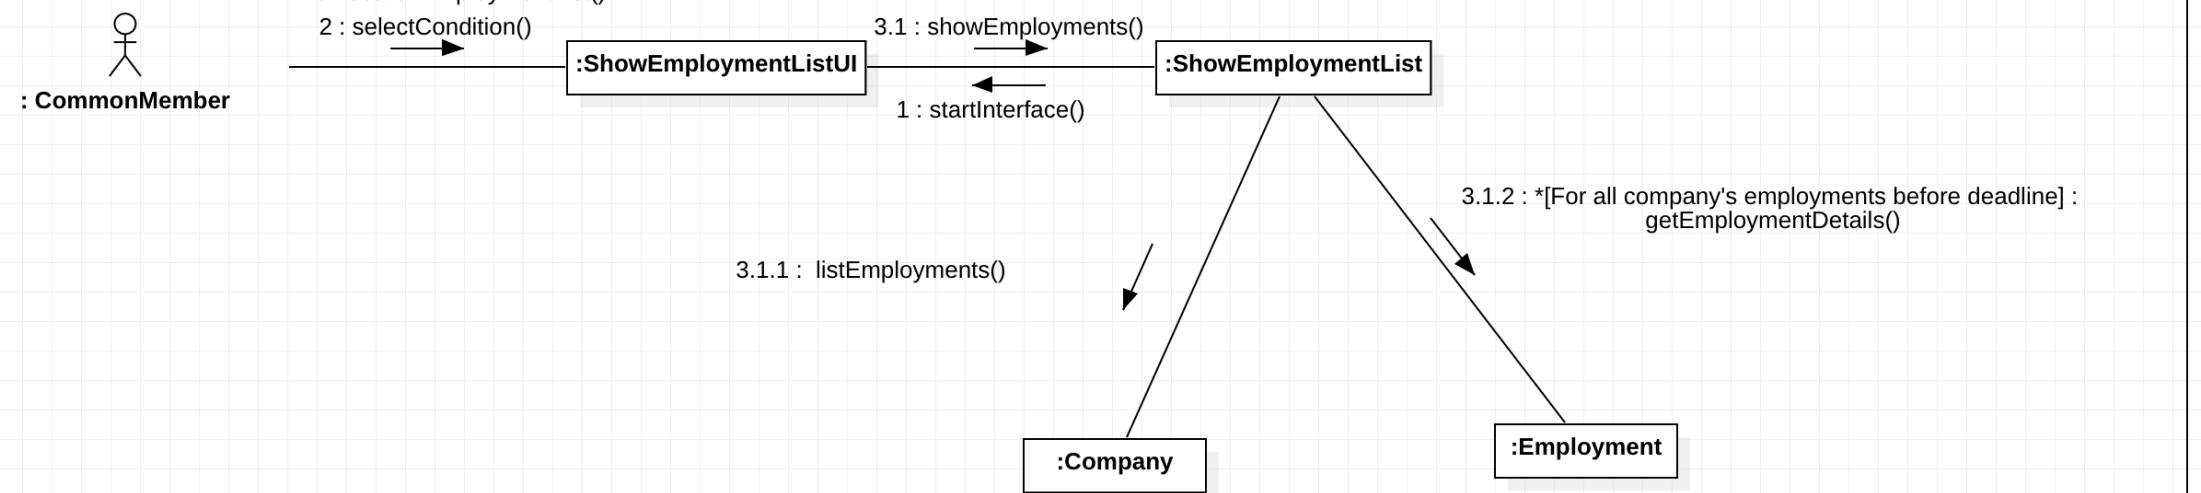 2 : selectCondition()
3.1 : showEmployments()
:ShowEmploymentListUI
:ShowEmploymentList
: CommonMember
1 : startInterface()
3.1.2 : *[For all company's employments before deadline] :
getEmploymentDetails()
3.1.1 :  listEmployments()
:Employment
:Company